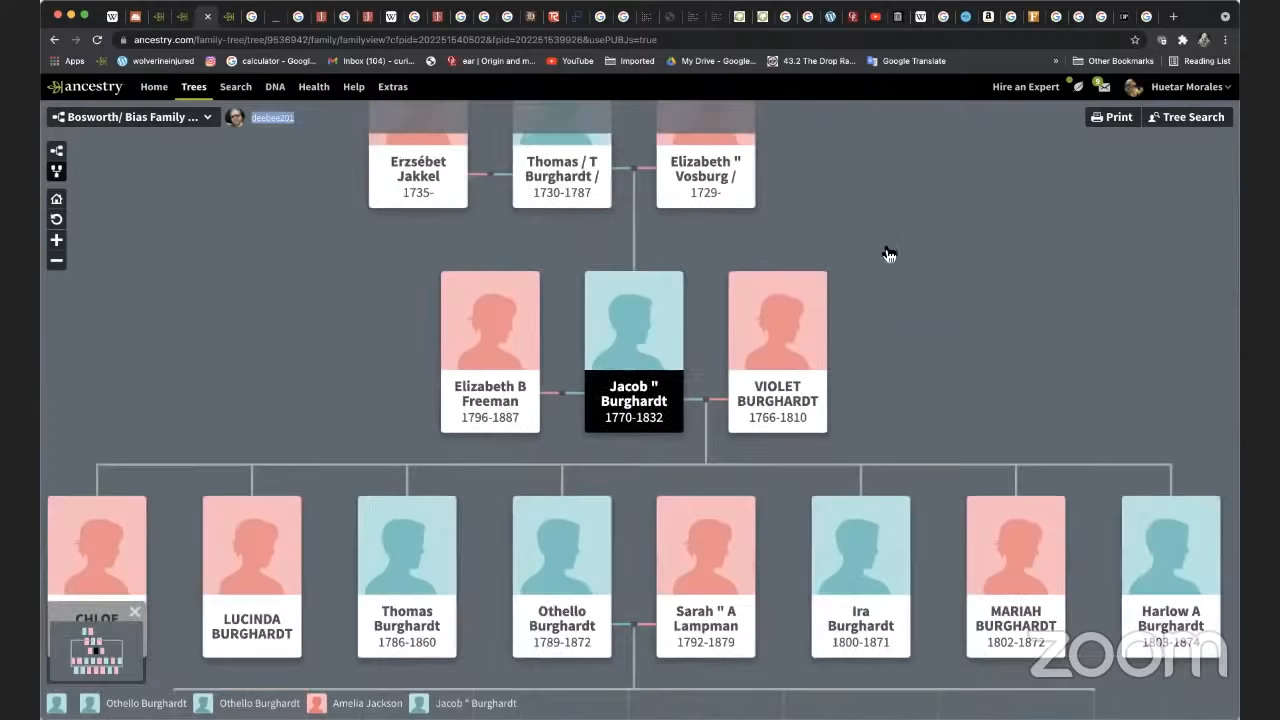 ancestry.com/family-tree/tree/9536942/family/familyview?cfpid=202251540502&fpid=202251539926&usePUBJs=true
Apps wolverineinjured calculator - Googl... Inbox (104) - curi... ear | Origin and m... YouTube Imported My Drive - Google... 43.2 The Drop Ra... Google Translate » Other Bookmarks Reading List
ancestry Home Trees Search DNA Health Help Extras Hire an Expert 9 Huetar Morales
Bosworth/ Bias Family ... deebee201 Print Tree Search
Erzsébet Jakkel
1735-
Thomas / T Burghardt /
1730-1787
Elizabeth " Vosburg /
1729-
Elizabeth B Freeman
1796-1887
Jacob " Burghardt
1770-1832
VIOLET BURGHARDT
1766-1810
CHLOE
LUCINDA BURGHARDT
Thomas Burghardt
1786-1860
Othello Burghardt
1789-1872
Sarah " A Lampman
1792-1879
Ira Burghardt
1800-1871
MARIAH BURGHARDT
1802-1872
Harlow A Burghardt
1803-1874
Othello Burghardt Othello Burghardt Amelia Jackson Jacob " Burghardt
zoom